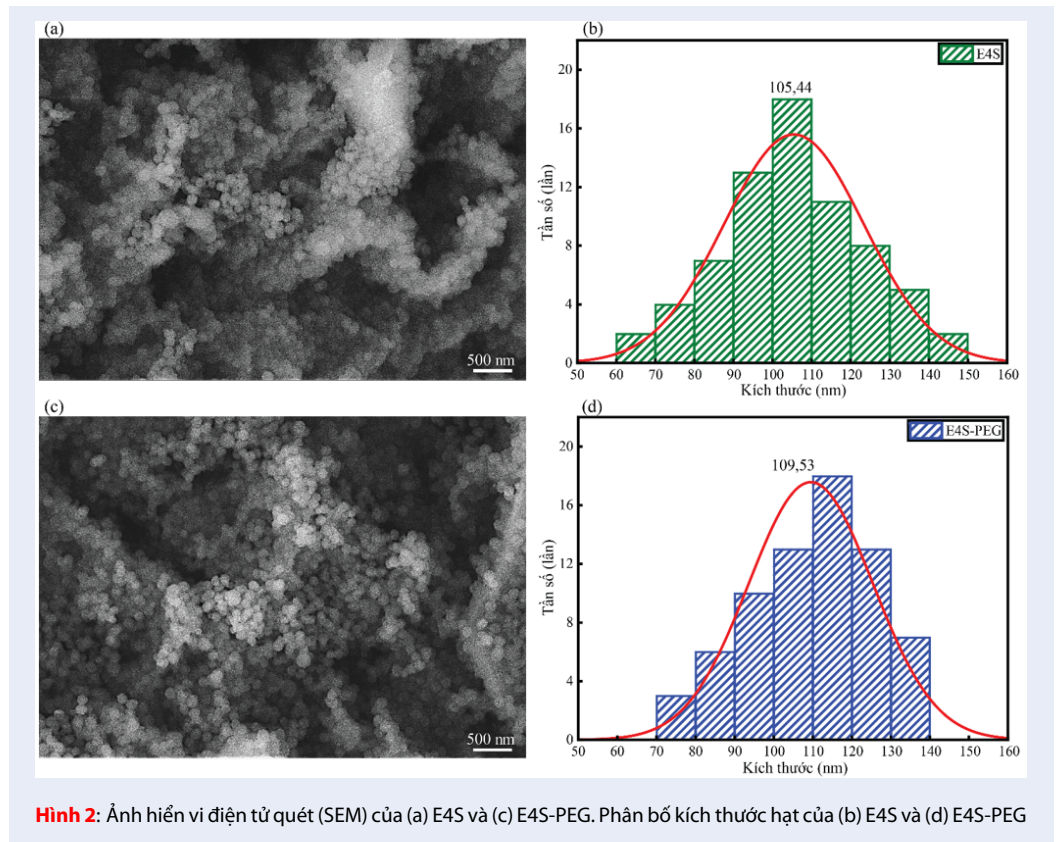 (a)
500 nm
(b)
E4S
105,44
Tần số (lần)
20
16
12
8
4
0
50 60 70 80 90 100 110 120 130 140 150 160
Kích thước (nm)
(c)
500 nm
(d)
E4S-PEG
109,53
Tần số (lần)
20
16
12
8
4
0
50 60 70 80 90 100 110 120 130 140 150 160
Kích thước (nm)
Hình 2: Ảnh hiển vi điện tử quét (SEM) của (a) E4S và (c) E4S-PEG. Phân bố kích thước hạt của (b) E4S và (d) E4S-PEG